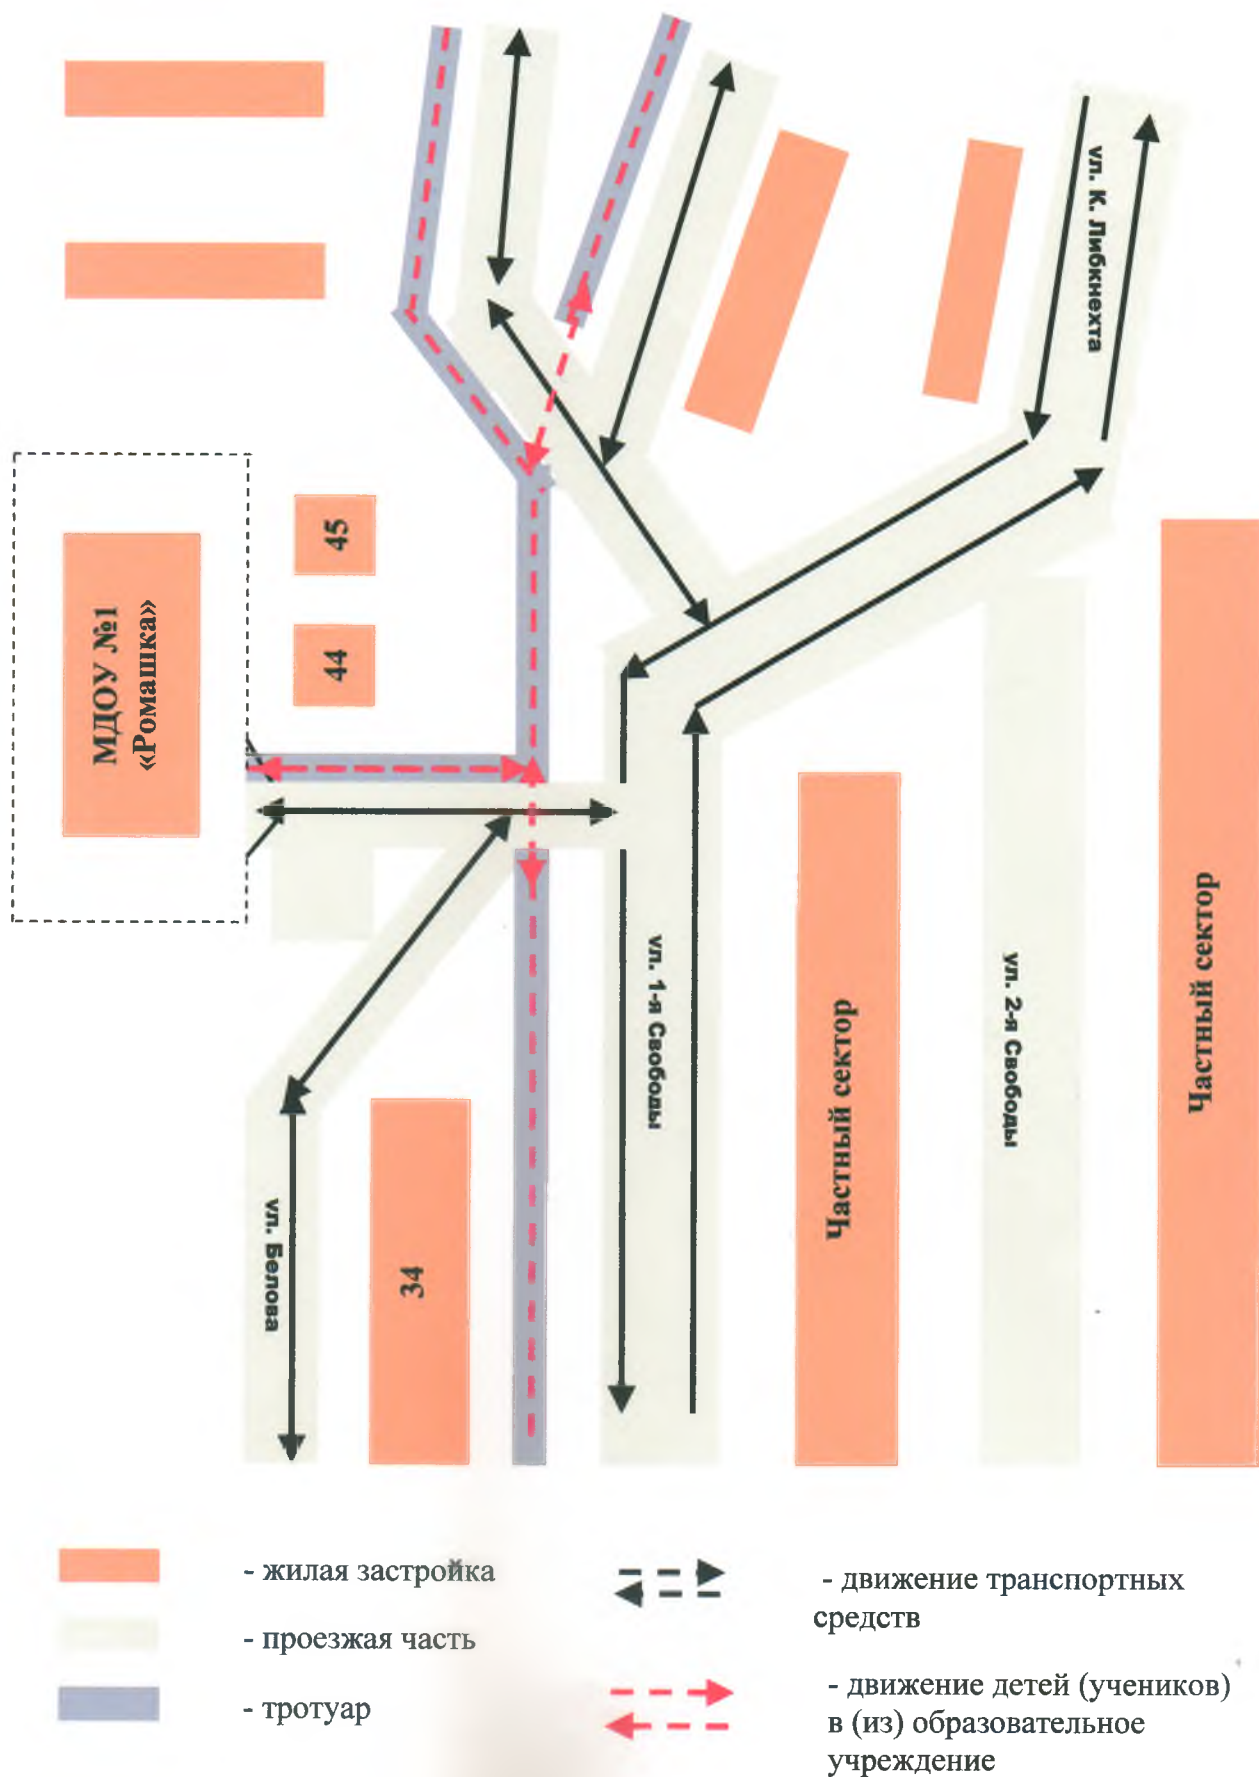 ул. К. Либкнехта
45
44
МДОУ №1
«Ромашка»
ул. 1-я Свободы
Частный сектор
ул. 2-я Свободы
Частный сектор
ул. Белова
34
- жилая застройка
- проезжая часть
- тротуар
- движение транспортных
средств
- движение детей (учеников)
в (из) образовательное
учреждение